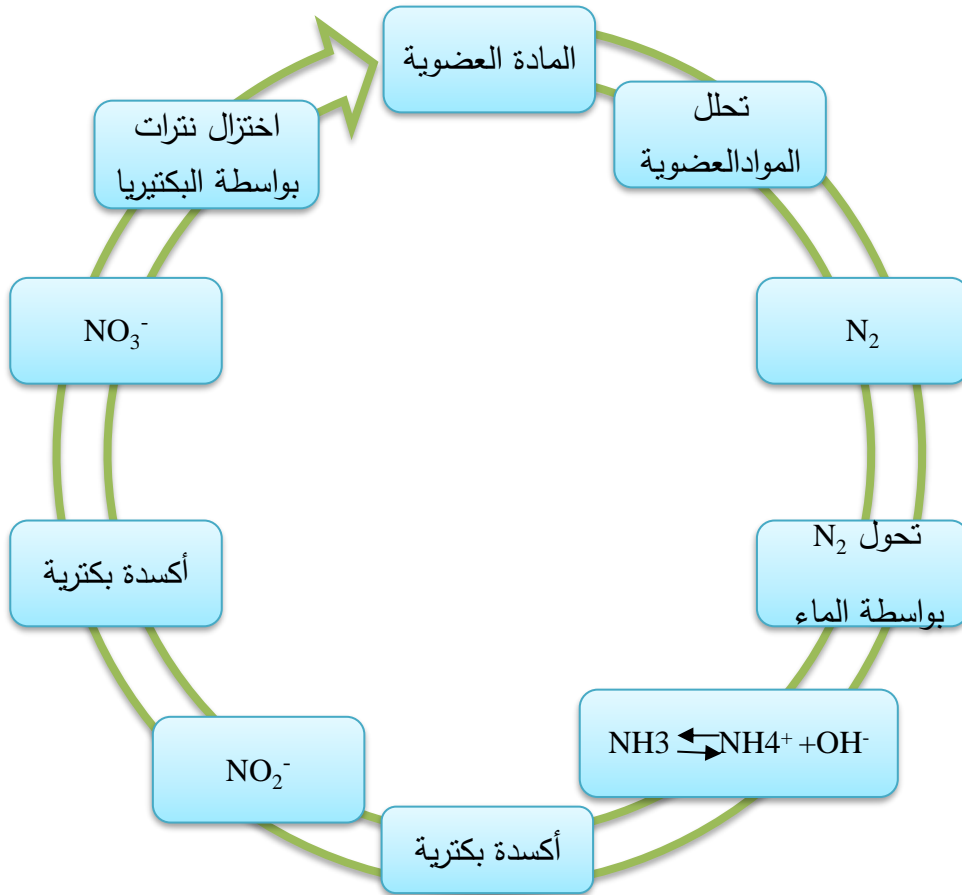 المادة العضوية
تحلل
الموادالعضوية
N₂
تحول N₂
بواسطة الماء
NH3 ⇄ NH4⁺ +OH⁻
أكسدة بكترية
NO₂⁻
أكسدة بكترية
NO₃⁻
اختزال نترات
بواسطة البكتيريا